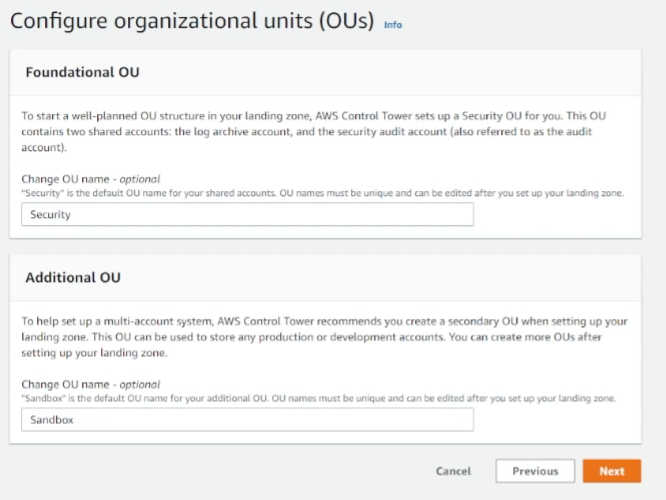 Configure organizational units (OUs) Info
Foundational OU
To start a well-planned OU structure in your landing zone, AWS Control Tower sets up a Security OU for you. This OU
contains two shared accounts: the log archive account, and the security audit account (also referred to as the audit
account).
Change OU name - optional
"Security" is the default OU name for your shared accounts. OU names must be unique and can be edited after you set up your landing zone.
Security
Additional OU
To help set up a multi-account system, AWS Control Tower recommends you create a secondary OU when setting up your
landing zone. This OU can be used to store any production or development accounts. You can create more OUs after
setting up your landing zone.
Change OU name - optional
"Sandbox" is the default OU name for your additional OU. OU names must be unique and can be edited after you set up your landing zone.
Sandbox
Cancel Previous Next